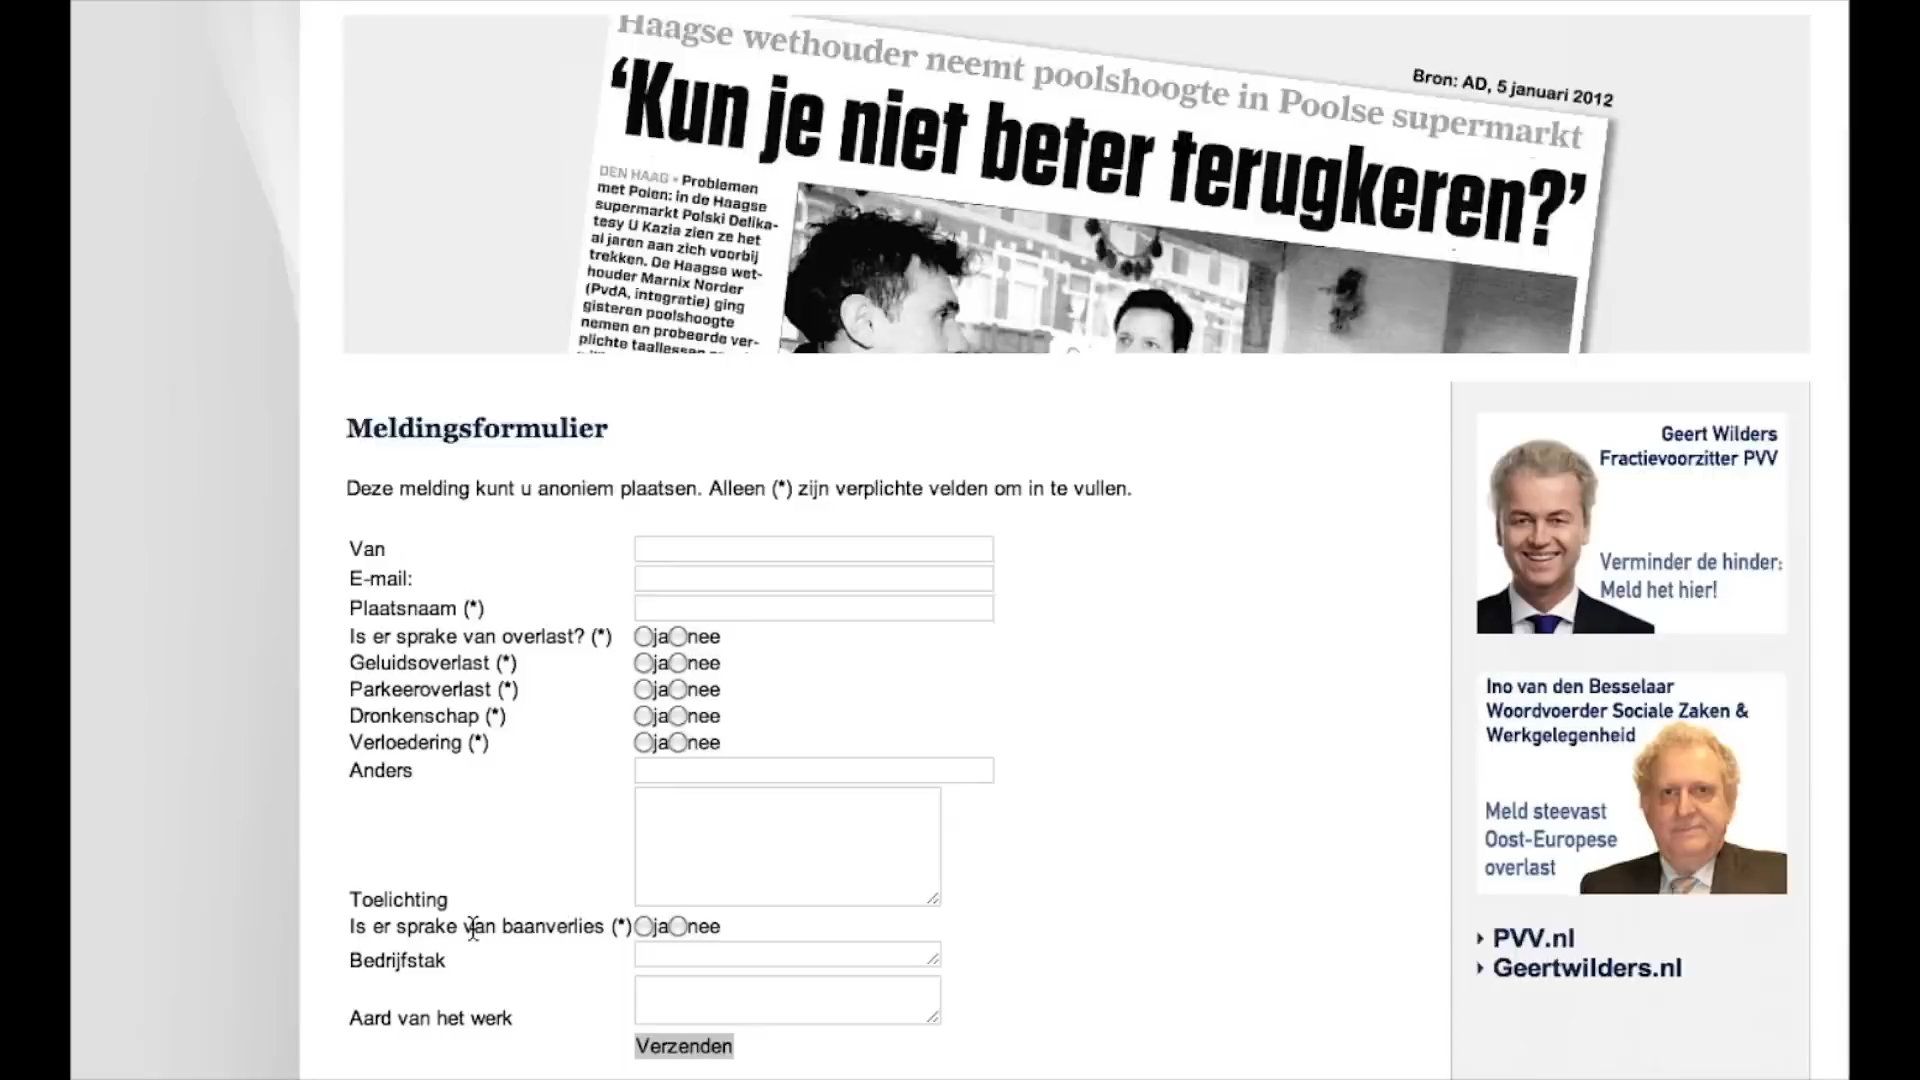 Haagse wethouder neemt poolshoogte in Poolse supermarkt
Bron: AD, 5 januari 2012
‘Kun je niet beter terugkeren?’
DEN HAAG • Problemen
met Polen: in de Haagse
supermarkt Polski Delika-
tesy U Kazia zien ze het
al jaren aan zich voorbij
trekken. De Haagse wet-
houder Marnix Norder
(PvdA, integratie) ging
gisteren poolshoogte
nemen en probeerde ver-
plichte taallessen
Meldingsformulier
Deze melding kunt u anoniem plaatsen. Alleen (*) zijn verplichte velden om in te vullen.
Van
E-mail:
Plaatsnaam (*)
Is er sprake van overlast? (*) ja nee
Geluidsoverlast (*) ja nee
Parkeeroverlast (*) ja nee
Dronkenschap (*) ja nee
Verloedering (*) ja nee
Anders
Toelichting
Is er sprake van baanverlies (*) ja nee
Bedrijfstak
Aard van het werk
Verzenden
Geert Wilders
Fractievoorzitter PVV
Verminder de hinder:
Meld het hier!
Ino van den Besselaar
Woordvoerder Sociale Zaken &
Werkgelegenheid
Meld steevast
Oost-Europese
overlast
PVV.nl
Geertwilders.nl